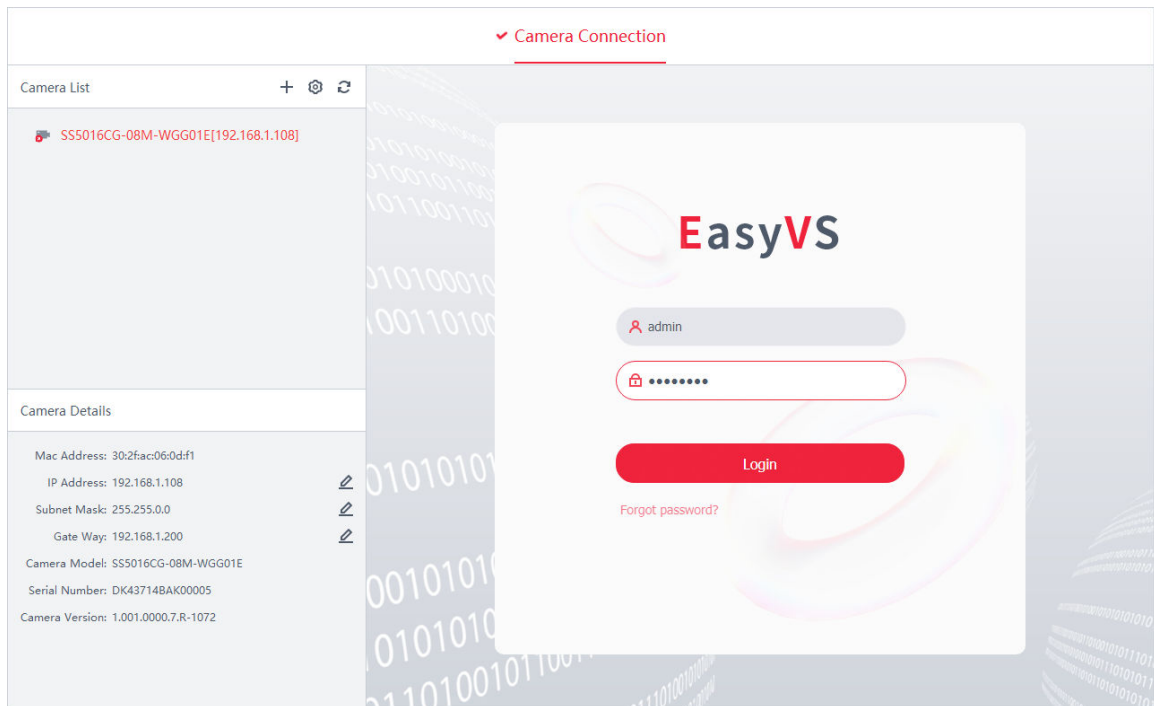 Camera Connection
Camera List
SS5016CG-08M-WGG01E[192.168.1.108]
EasyVS
admin
••••••••
Login
Forgot password?
Camera Details
Mac Address: 30:2f:ac:06:0d:f1
IP Address: 192.168.1.108
Subnet Mask: 255.255.0.0
Gate Way: 192.168.1.200
Camera Model: SS5016CG-08M-WGG01E
Serial Number: DK43714BAK00005
Camera Version: 1.001.0000.7.R-1072